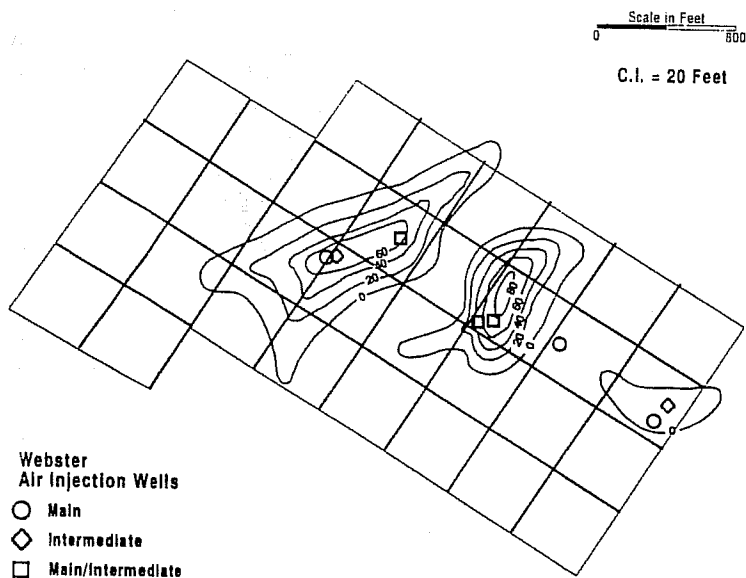 Scale in Feet
0 800
C.I. = 20 Feet
60
40
20
0
80
60
40
20
0
0
Webster
Air Injection Wells
Main
Intermediate
Main/Intermediate